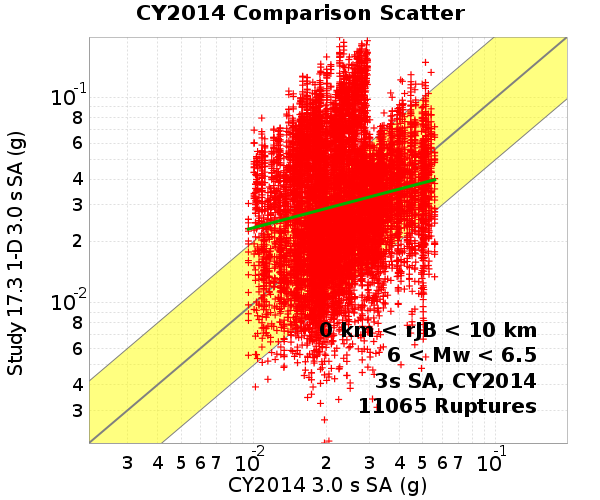 CY2014 Comparison Scatter
Study 17.3 1-D 3.0 s SA (g)
10-1
8
6
4
3
2
10-2
8
6
4
3
0 km < rJB < 10 km
6 < Mw < 6.5
3s SA, CY2014
11065 Ruptures
3 4 5 6 7 10-2 2 3 4 5 6 7 10-1
CY2014 3.0 s SA (g)